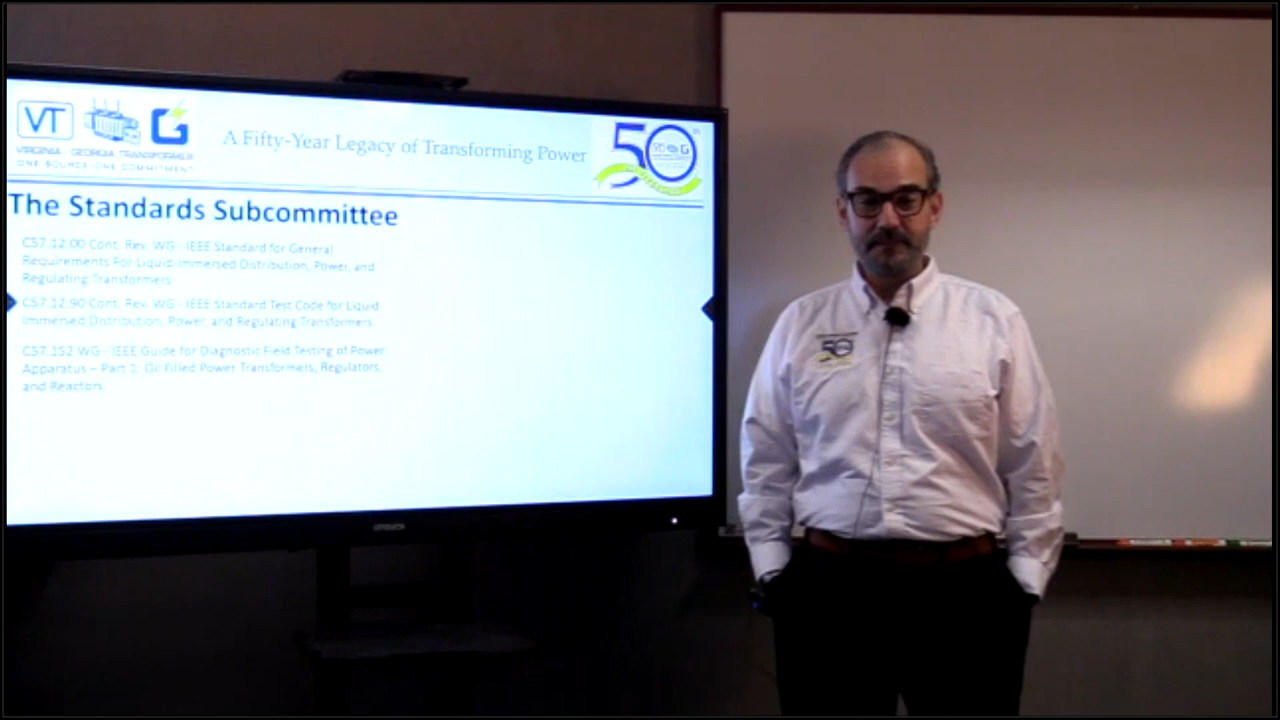 VT
G
VIRGINIA - GEORGIA TRANSFORMER
ONE SOURCE-ONE COMMITMENT
A Fifty-Year Legacy of Transforming Power
50
The Standards Subcommittee
C57.12.00 Cont. Rev. WG - IEEE Standard for General
Requirements For Liquid-Immersed Distribution, Power, and
Regulating Transformers
C57.12.90 Cont. Rev. WG - IEEE Standard Test Code for Liquid
Immersed Distribution, Power, and Regulating Transformers
C57.152 WG - IEEE Guide for Diagnostic Field Testing of Power
Apparatus – Part 1: Oil Filled Power Transformers, Regulators,
and Reactors
50